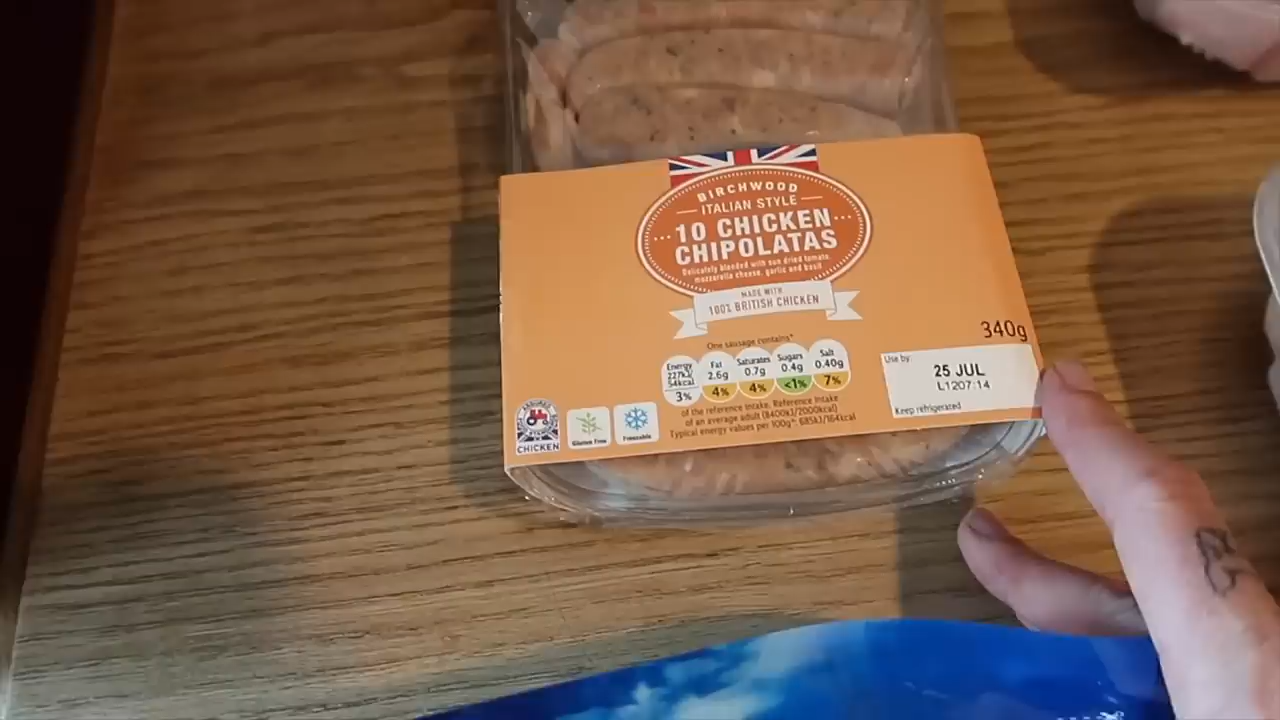 BIRCHWOOD
ITALIAN STYLE
10 CHICKEN
CHIPOLATAS
Delicately blended with sun dried tomato,
mozzarella cheese, garlic and basil
MADE WITH
100% BRITISH CHICKEN
340g
One sausage contains*
Energy
227kJ
54kcal
3%
Fat
2.6g
4%
Saturates
0.7g
4%
Sugars
0.4g
<1%
Salt
0.40g
7%
of the reference intake. Reference intake
of an average adult (8400kJ/2000kcal)
Typical energy values per 100g*: 685kJ/164kcal
Use by:
25 JUL
L1207:14
Keep refrigerated
ASSURED
CHICKEN
Gluten Free
Freezable